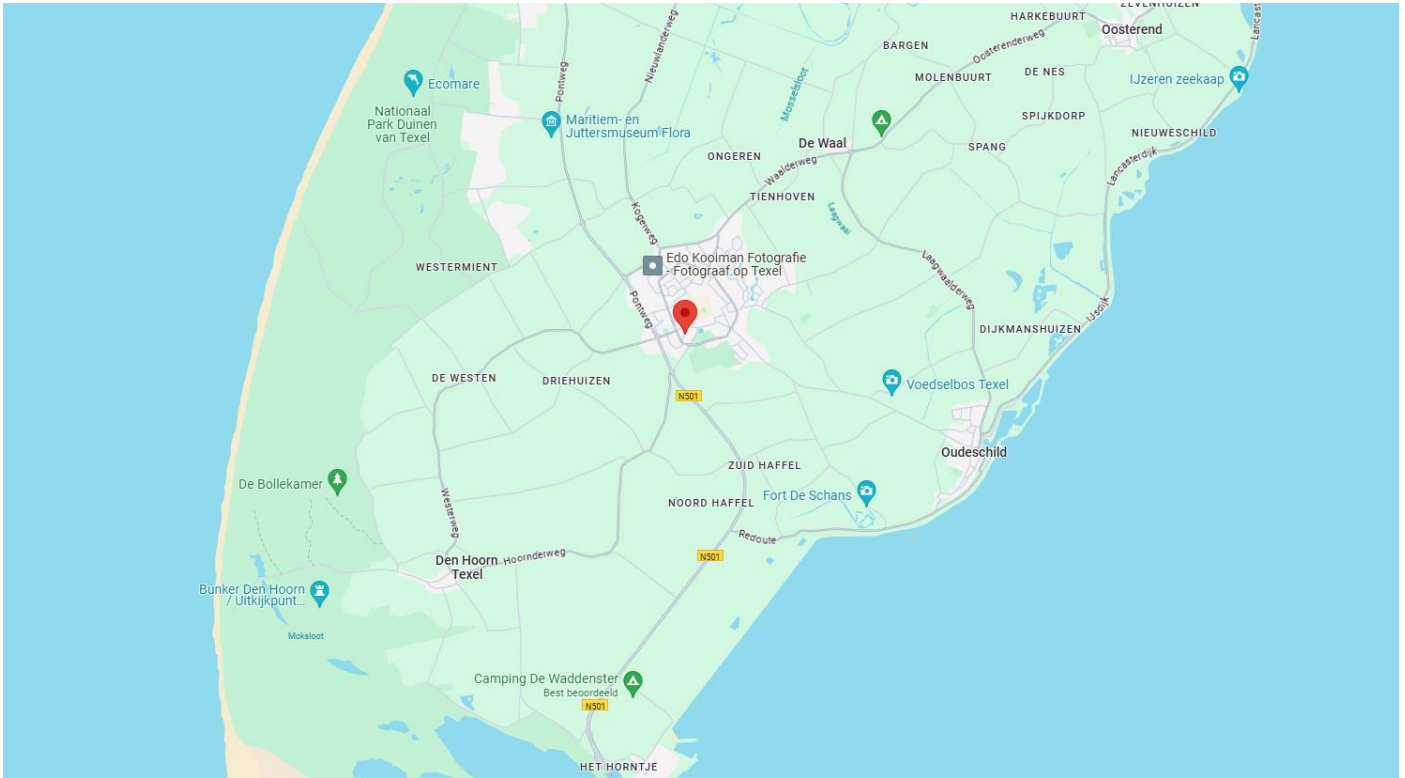 ZEVENHUIZEN
HARKEBUURT
Oosterend
Lancast
BARGEN
Oosterenderweg
Nieuwlanderweg
Pontweg
Ecomare
MOLENBUURT
DE NES
IJzeren zeekaap
Mosselsloot
Nationaal
Park Duinen
van Texel
Maritiem- en
Juttersmuseum Flora
SPIJKDORP
NIEUWESCHILD
De Waal
SPANG
ONGEREN
Waalderweg
Lancasterdijk
TIENHOVEN
Laagwaal
Kogerweg
WESTERMIENT
Edo Kooiman Fotografie
- Fotograaf op Texel
Laagwaalderweg
Pontweg
IJsdijk
DIJKMANSHUIZEN
DE WESTEN
DRIEHUIZEN
Voedselbos Texel
N501
Oudeschild
ZUID HAFFEL
De Bollekamer
Fort De Schans
NOORD HAFFEL
Westerweg
Redoute
Den Hoorn
Texel
Hoornderweg
N501
Bunker Den Hoorn
/ Uitkijkpunt...
Moksloot
Camping De Waddenster
Best beoordeeld
N501
HET HORNTJE